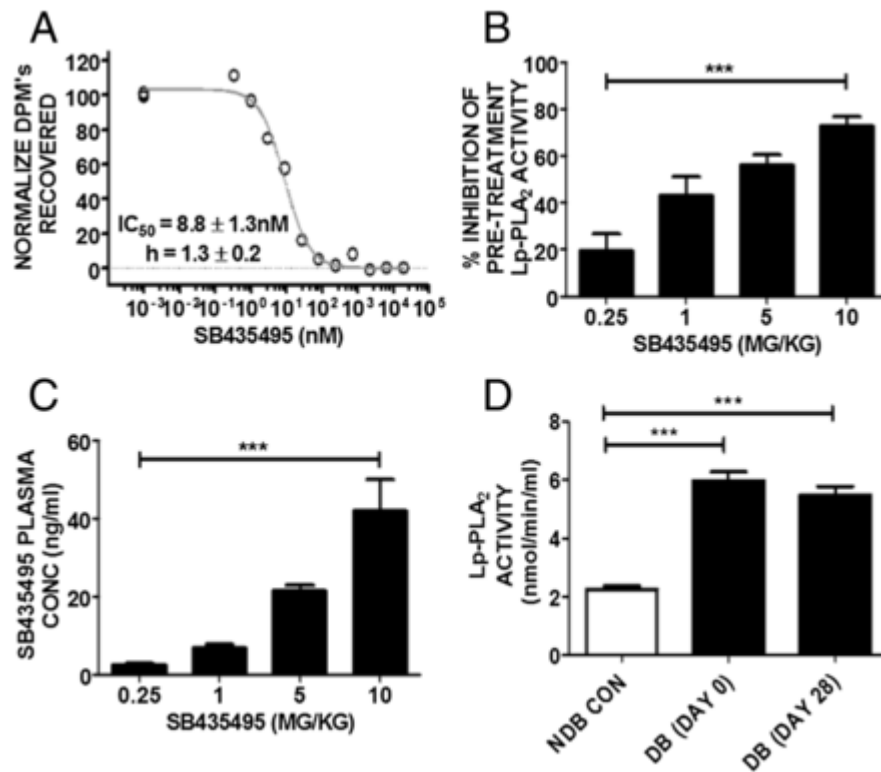 A
NORMALIZE DPM's
RECOVERED
120
100
80
60
40
20
0
IC50 = 8.8 ± 1.3nM
h = 1.3 ± 0.2
10-3 10-2 10-1 100 101 102 103 104 105
SB435495 (nM)
B
% INHIBITION OF
PRE-TREATMENT
Lp-PLA2 ACTIVITY
100
80
60
40
20
0
***
0.25 1 5 10
SB435495 (MG/KG)
C
SB435495 PLASMA
CONC (ng/ml)
60
40
20
0
***
0.25 1 5 10
SB435495 (MG/KG)
D
Lp-PLA2
ACTIVITY
(nmol/min/ml)
8
6
4
2
0
***
***
NDB CON
DB (DAY 0)
DB (DAY 28)